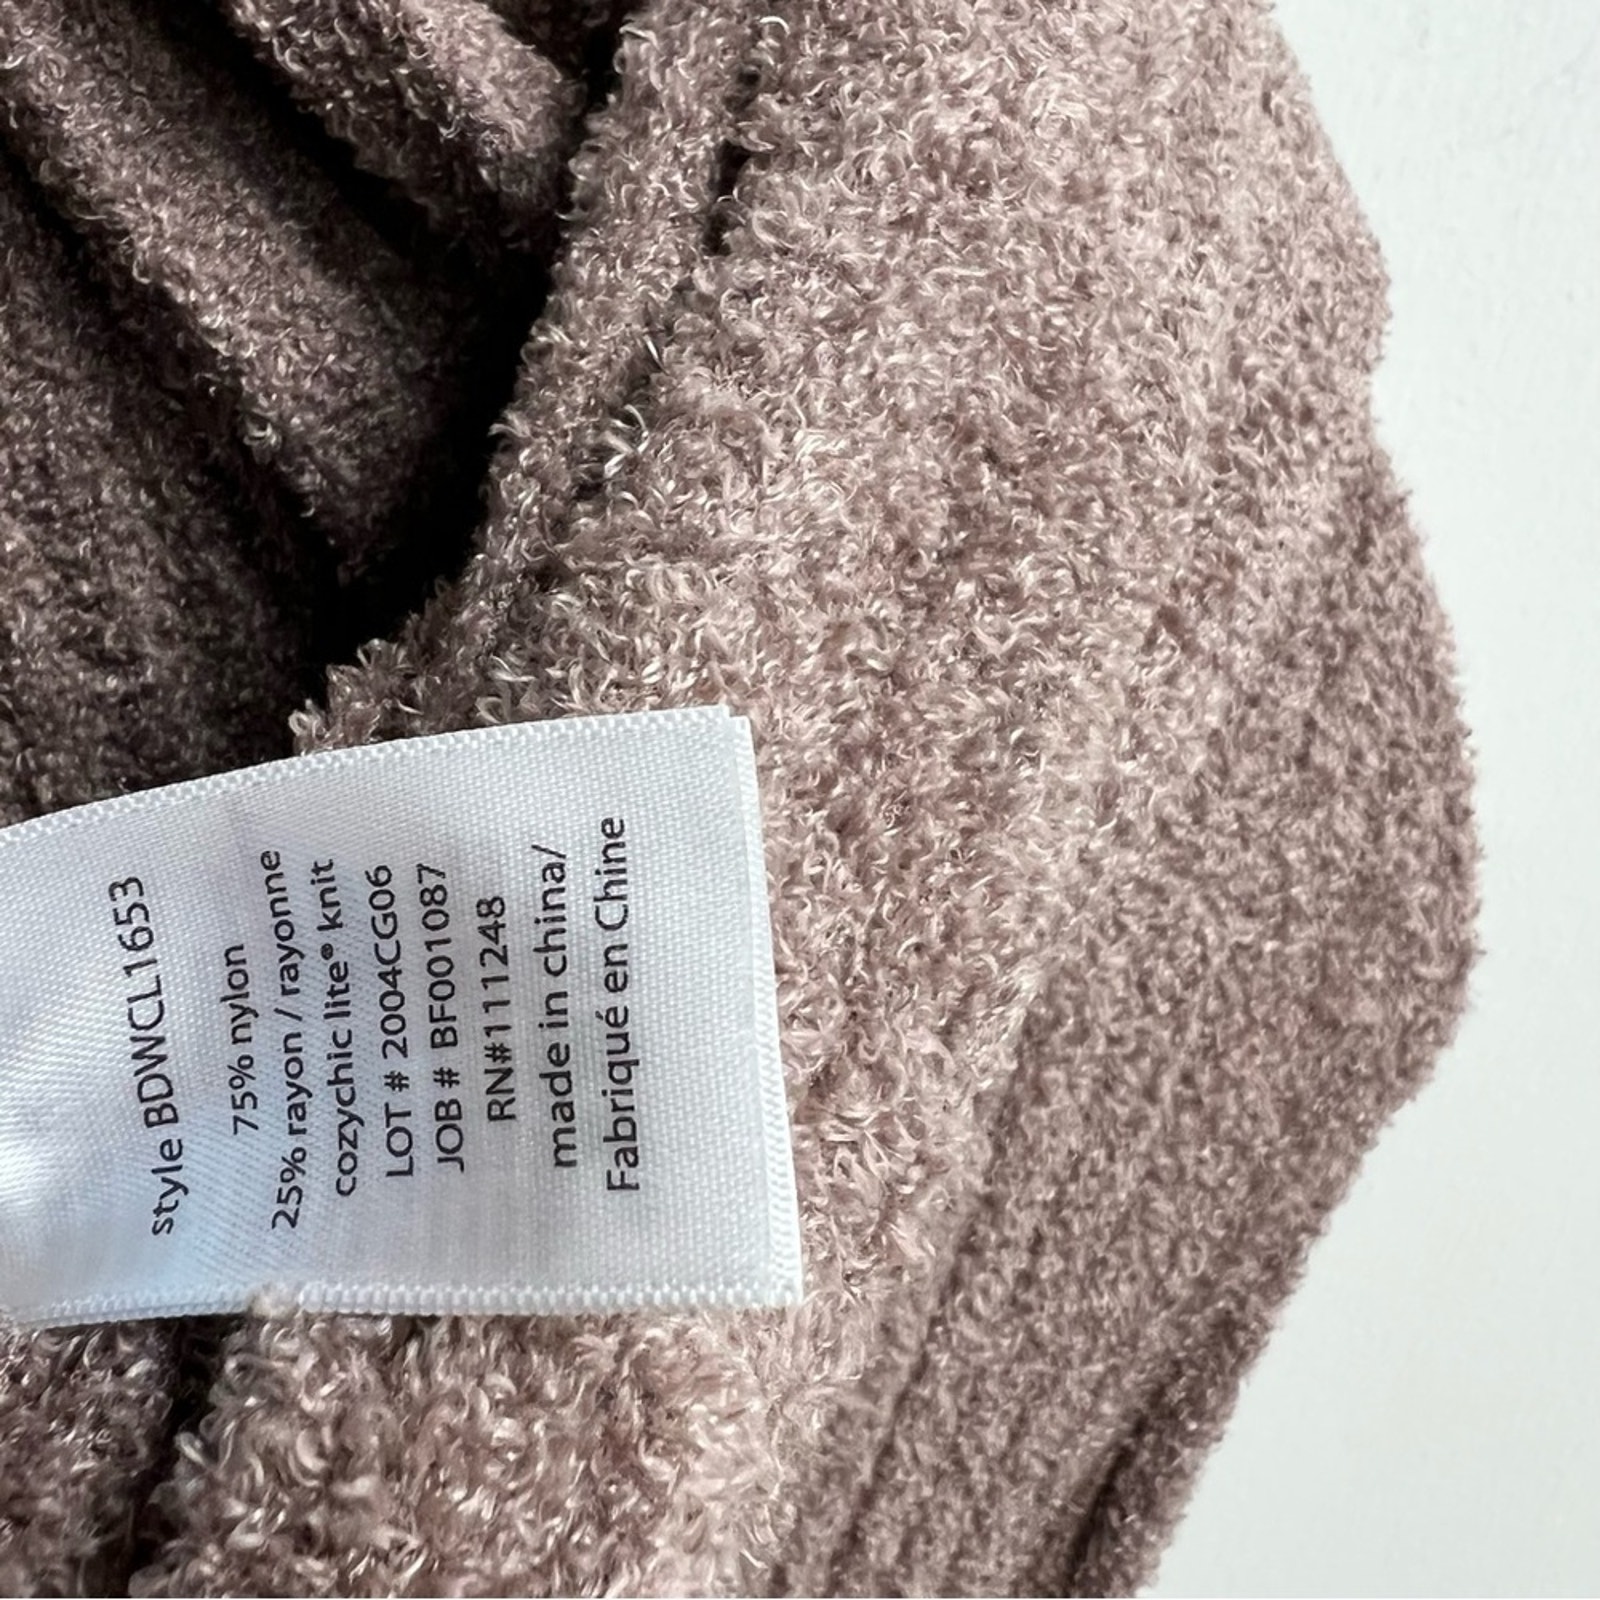 style BDWCL1653
75% nylon
25% rayon / rayonne
cozychic lite® knit
LOT # 2004CG06
JOB # BF001087
RN#111248
made in china/
Fabriqué en Chine